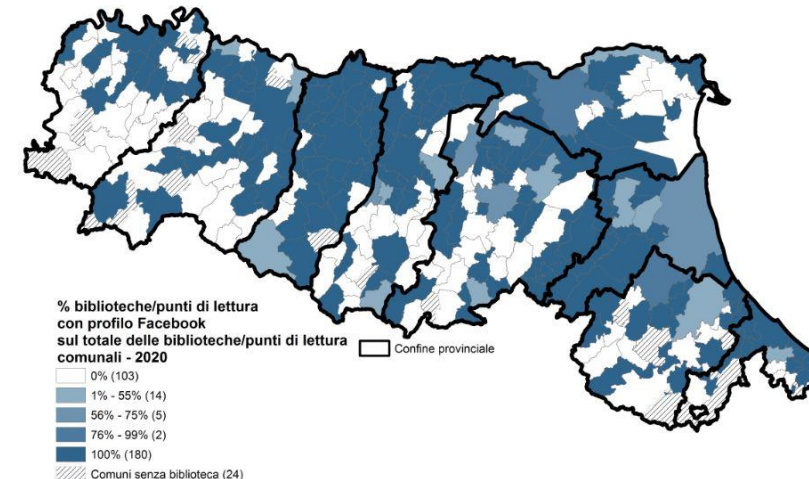 % biblioteche/punti di lettura
con profilo Facebook
sul totale delle biblioteche/punti di lettura
comunali - 2020
Confine provinciale
0% (103)
1% - 55% (14)
56% - 75% (5)
76% - 99% (2)
100% (180)
Comuni senza biblioteca (24)